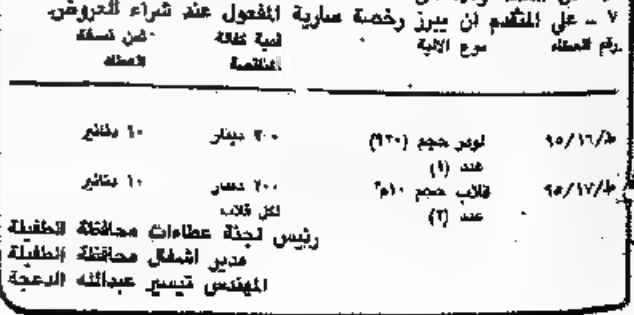 ٧ – على المتقدم ان يبرز رخصة سارية المفعول عند شراء العروض.
رقم العطاء نوع الالية قيمة كفالة ثمن نسخة
المناقصة العطاء
ط/٩٥/١٦ لودر حجم (٩٣٠) ٣٠٠ دينار ١٠ دنانير
عدد (١)
ط/٩٥/١٧ قلاب حجم ١٠م٣ ٢٠٠ دينار ١٠ دنانير
عدد (٢) لكل قلاب
رئيس لجنة عطاءات محافظة الطفيلة
مدير اشغال محافظة الطفيلة
المهندس تيسير عبدالله الدعجة